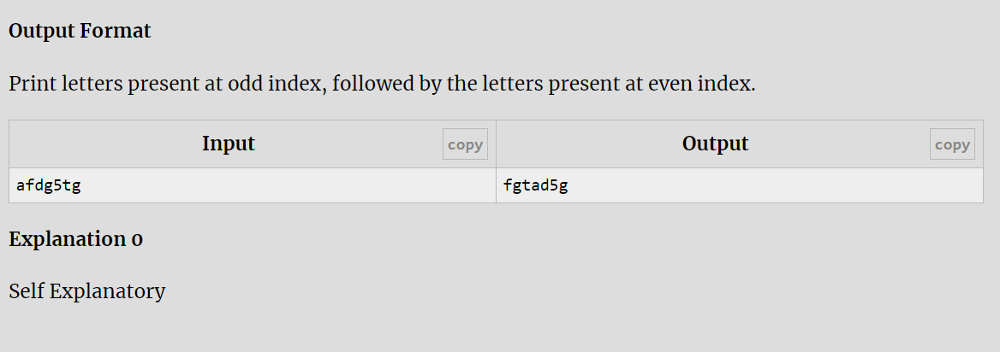 Output Format
Print letters present at odd index, followed by the letters present at even index.
Input copy Output copy
afdg5tg fgtad5g
Explanation 0
Self Explanatory